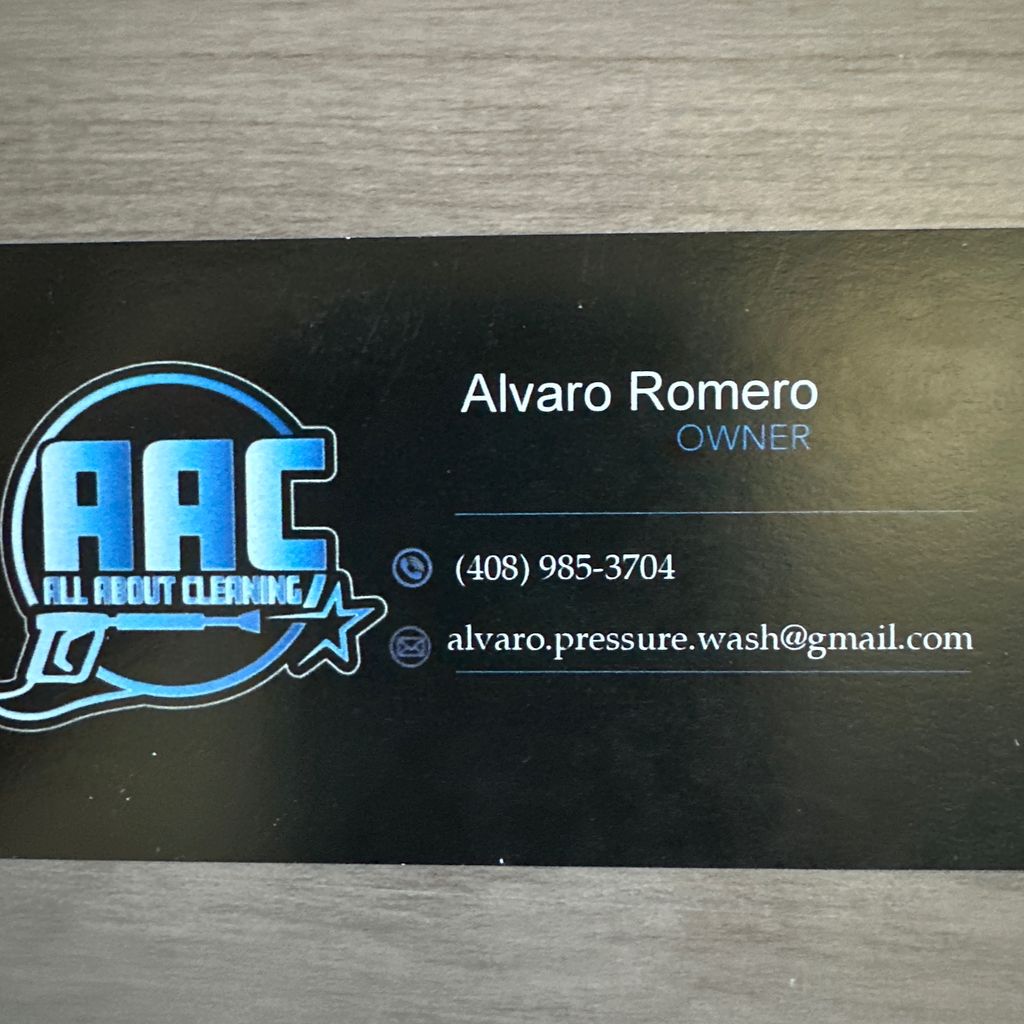 AAC
ALL ABOUT CLEANING
Alvaro Romero
OWNER
(408) 985-3704
alvaro.pressure.wash@gmail.com